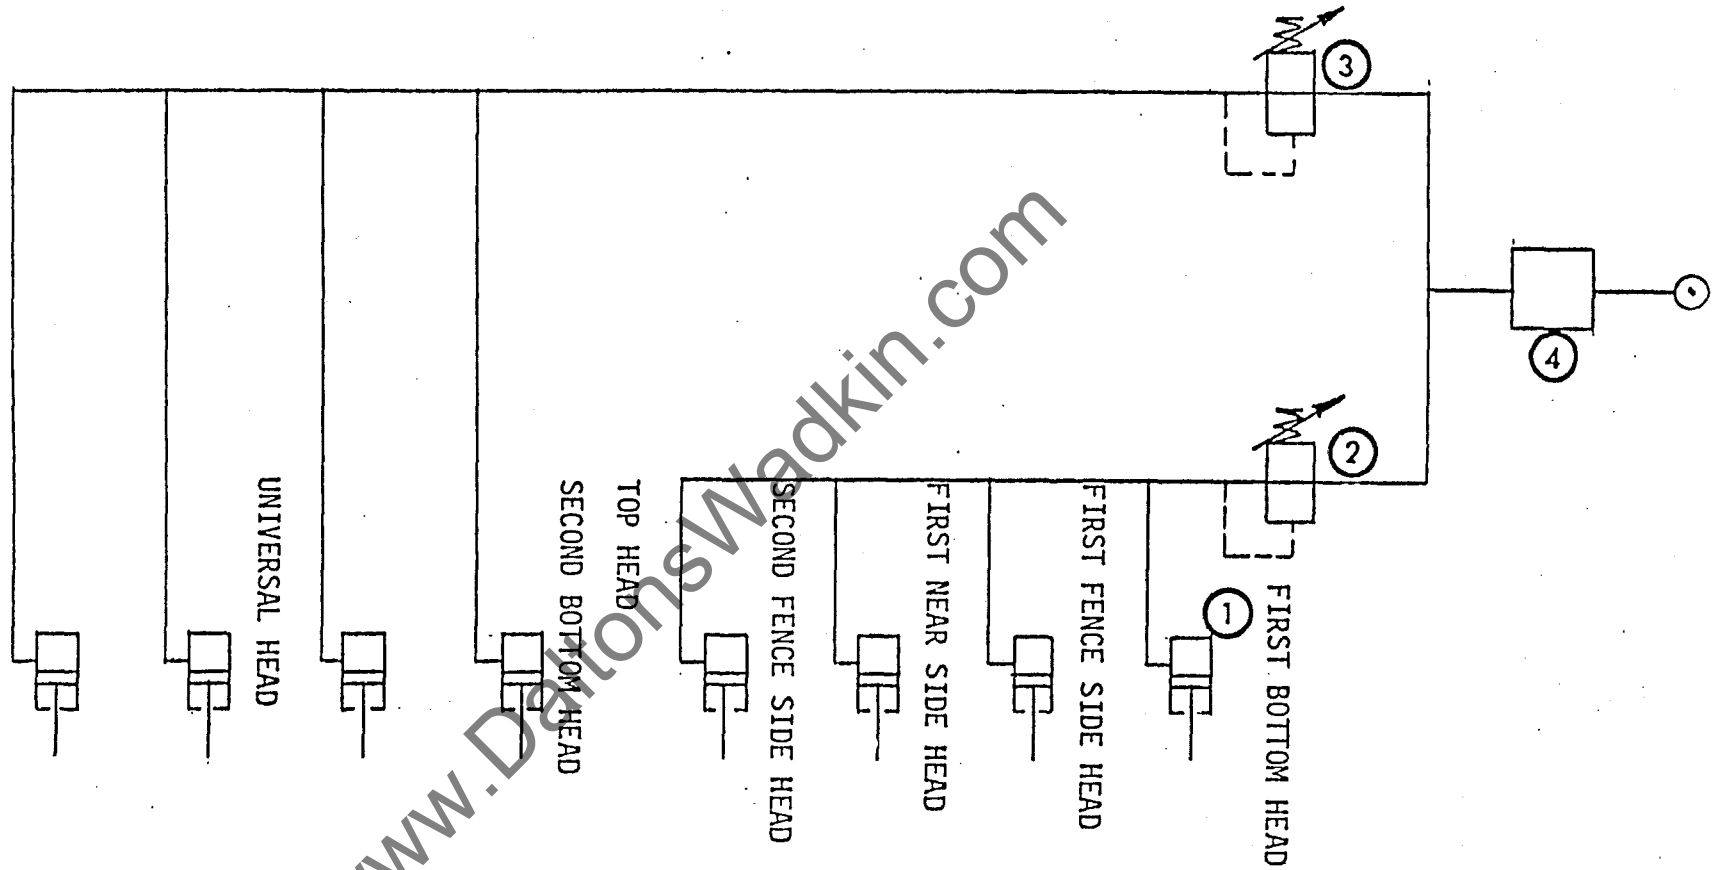 3
4
2
1
UNIVERSAL HEAD
SECOND BOTTOM HEAD
TOP HEAD
SECOND FENCE SIDE HEAD
FIRST NEAR SIDE HEAD
FIRST FENCE SIDE HEAD
FIRST BOTTOM HEAD
www.DaltonsWadkin.com